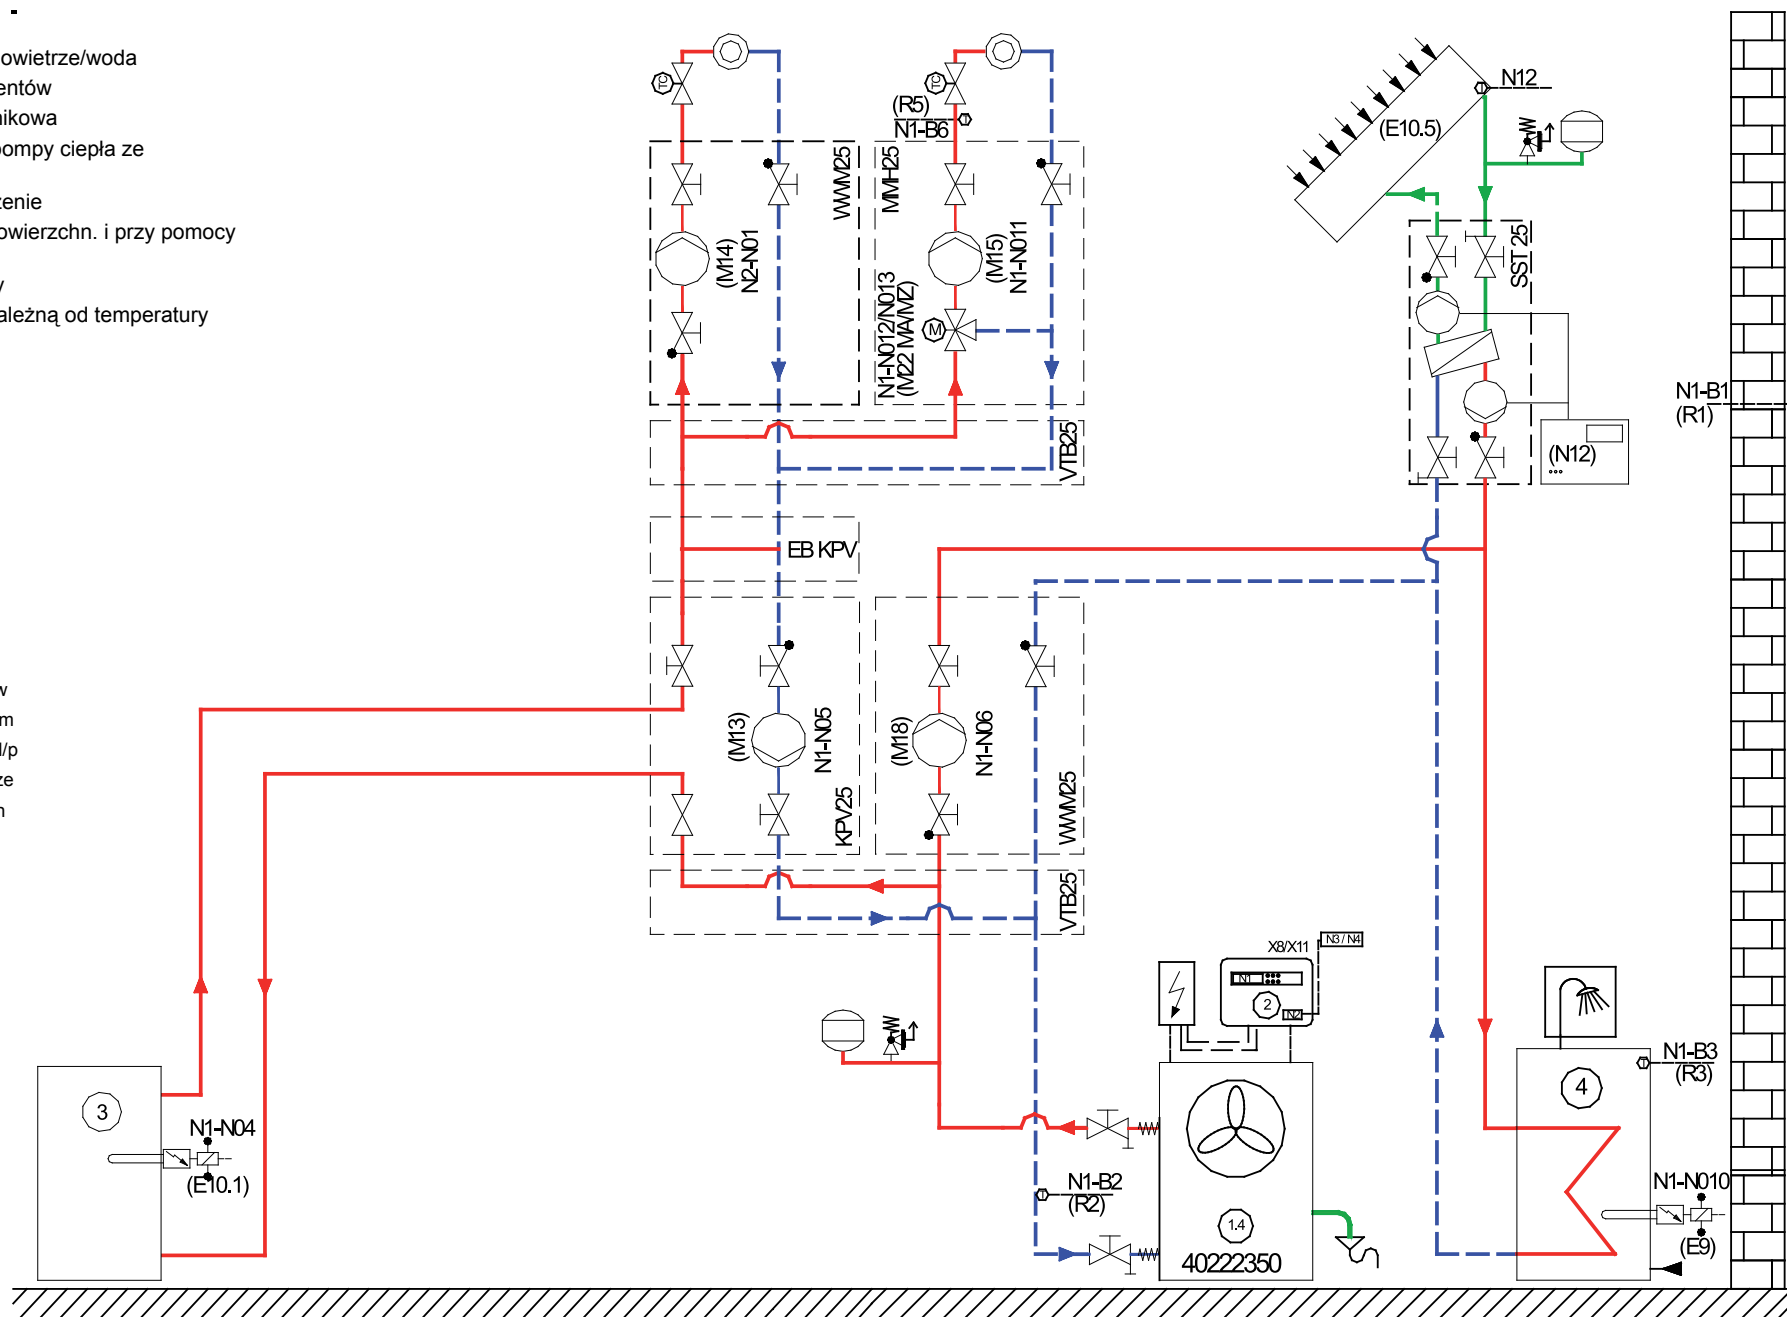 -
owietrze/woda
entów
nikowa
pompy ciepła ze
zenie
owierzchn. i przy pomocy
y
ależną od temperatury
w
m
l/p
ze
h
TC
TC
(R5)
N1-B6
WWM25
MMH25
(M14)
N2-N01
(M15)
N1-N011
N1-N012/N013
(M22 MA/MZ)
M
VTB25
EB KPV
(M13)
N1-N05
KPV25
(M18)
N1-N06
WWM25
VTB25
N12
(E10.5)
SST 25
(N12)
N1-B1
(R1)
X8/X11
N3 / N4
N1
2
N2
3
N1-N04
(E10.1)
N1-B2
(R2)
1.4
40222350
4
N1-B3
(R3)
N1-N010
(E9)